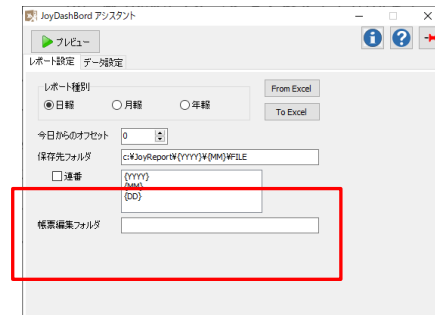 JoyDashBord アシスタント
プレビュー
レポート設定 データ設定
レポート種別
日報 月報 年報
From Excel
To Excel
今日からのオフセット 0
保存先フォルダ c:¥JoyReport¥{YYYY}¥{MM}¥FILE
連番 {YYYY}
{MM}
{DD}
帳票編集フォルダ